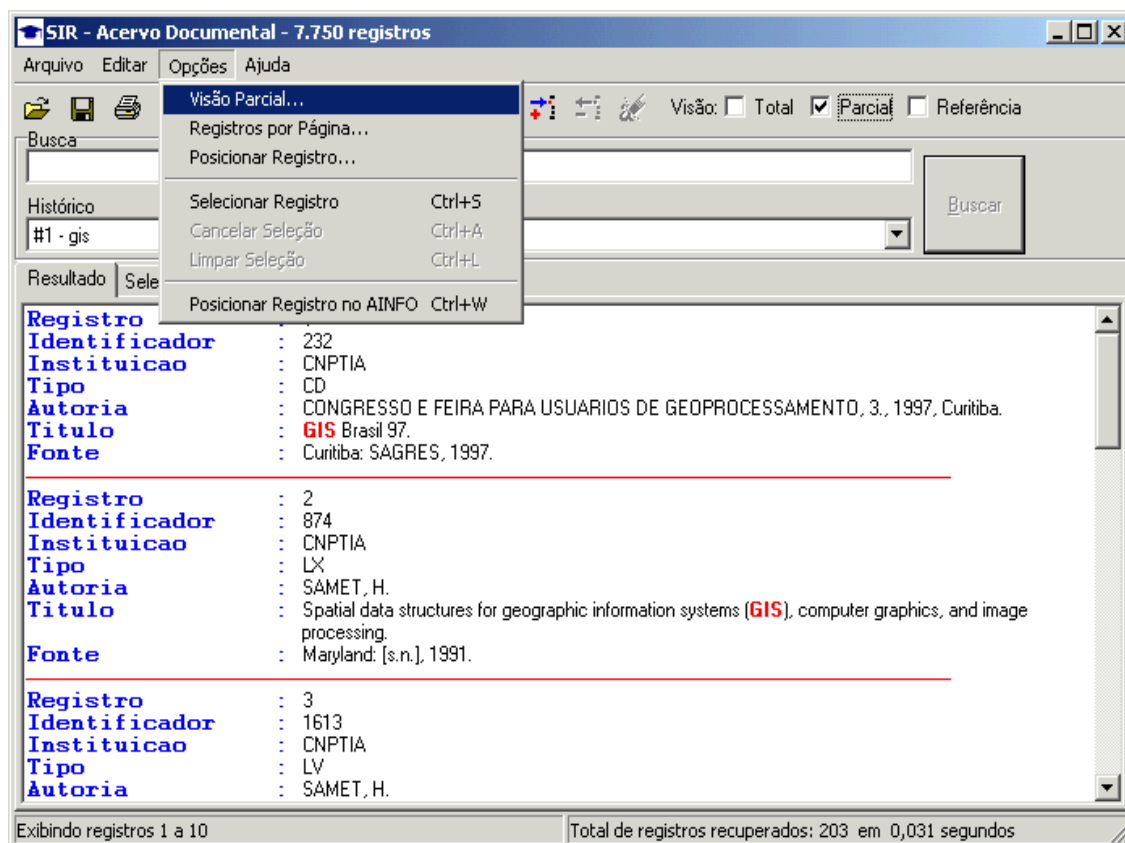 SIR - Acervo Documental - 7.750 registros
Arquivo Editar Opções Ajuda
Visão: Total Parcial Referência
Visão Parcial...
Registros por Página...
Posicionar Registro...
Selecionar Registro Ctrl+S
Cancelar Seleção Ctrl+A
Limpar Seleção Ctrl+L
Posicionar Registro no AINFO Ctrl+W
Busca
Buscar
Histórico
#1 - gis
Resultado Sele
Registro
Identificador : 232
Instituicao : CNPTIA
Tipo : CD
Autoria : CONGRESSO E FEIRA PARA USUARIOS DE GEOPROCESSAMENTO, 3., 1997, Curitiba.
Titulo : GIS Brasil 97.
Fonte : Curitiba: SAGRES, 1997.
Registro : 2
Identificador : 874
Instituicao : CNPTIA
Tipo : LX
Autoria : SAMET, H.
Titulo : Spatial data structures for geographic information systems (GIS), computer graphics, and image
processing.
Fonte : Maryland: [s.n.], 1991.
Registro : 3
Identificador : 1613
Instituicao : CNPTIA
Tipo : LV
Autoria : SAMET, H.
Exibindo registros 1 a 10
Total de registros recuperados: 203 em 0,031 segundos